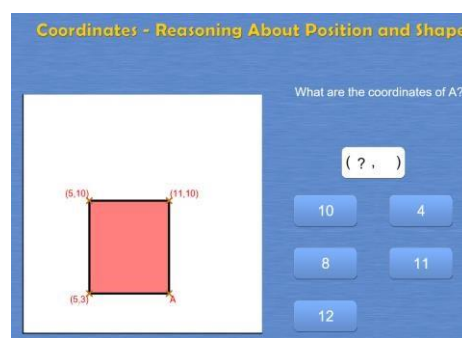 Coordinates - Reasoning About Position and Shape
What are the coordinates of A?
( ? , )
(5,10)
(11,10)
10
4
8
11
(5,3)
A
12